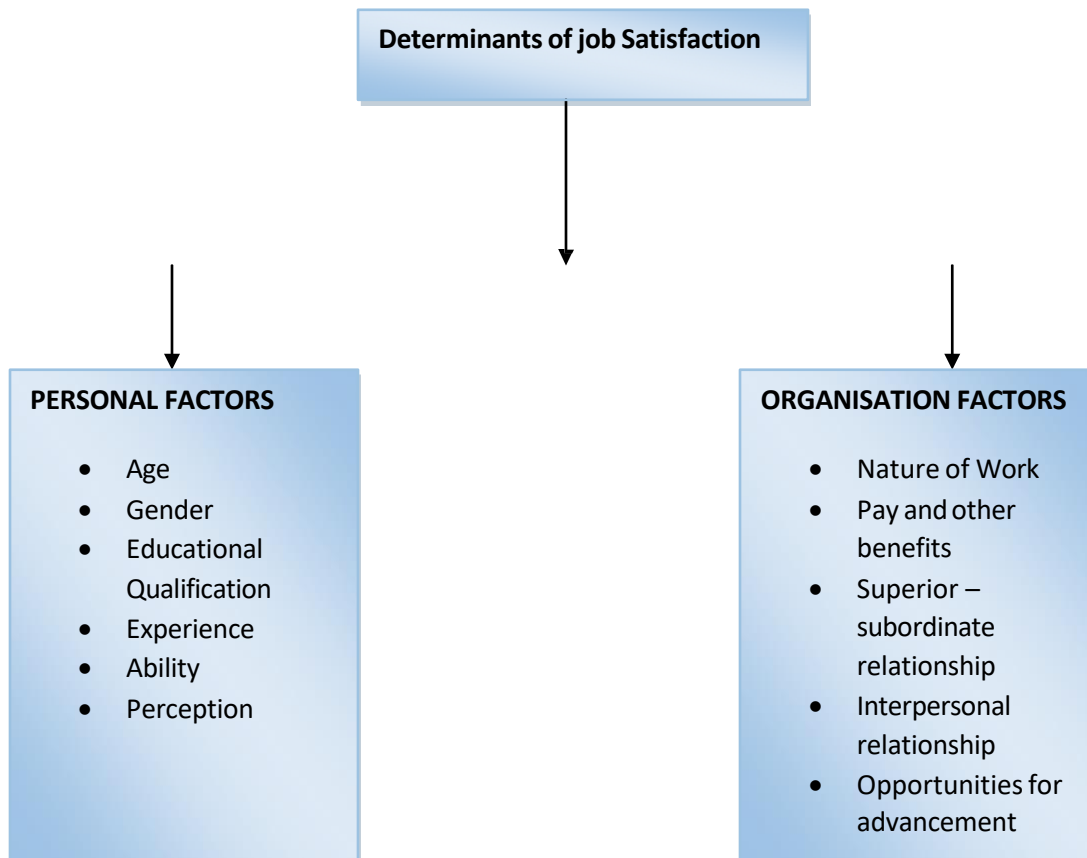 Determinants of job Satisfaction
PERSONAL FACTORS
• Age
• Gender
• Educational
Qualification
• Experience
• Ability
• Perception
ORGANISATION FACTORS
• Nature of Work
• Pay and other
benefits
• Superior –
subordinate
relationship
• Interpersonal
relationship
• Opportunities for
advancement